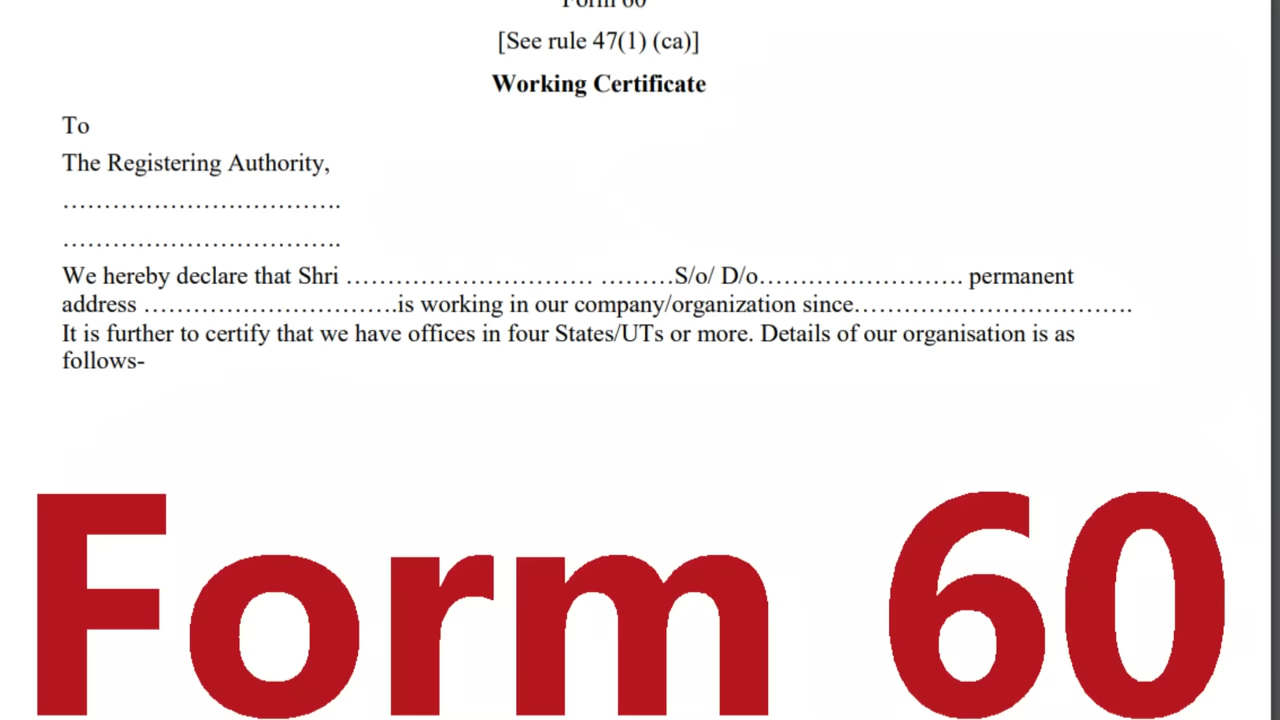 Form 60
[See rule 47(1) (ca)]
Working Certificate
To
The Registering Authority,
…………………………….
…………………………….
We hereby declare that Shri ………………………… ………S/o/ D/o……………………. permanent
address ………………………….is working in our company/organization since…………………………….
It is further to certify that we have offices in four States/UTs or more. Details of our organisation is as
follows-
Form 60